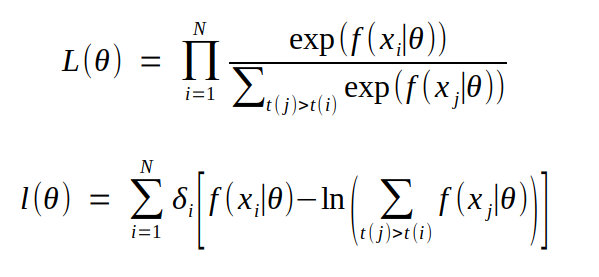 L(θ) = ∏_{i=1}^{N} exp(f(x_i|θ)) / ∑_{t(j)>t(i)} exp(f(x_j|θ))
l(θ) = ∑_{i=1}^{N} δ_i [f(x_i|θ) − ln(∑_{t(j)>t(i)} f(x_j|θ))]